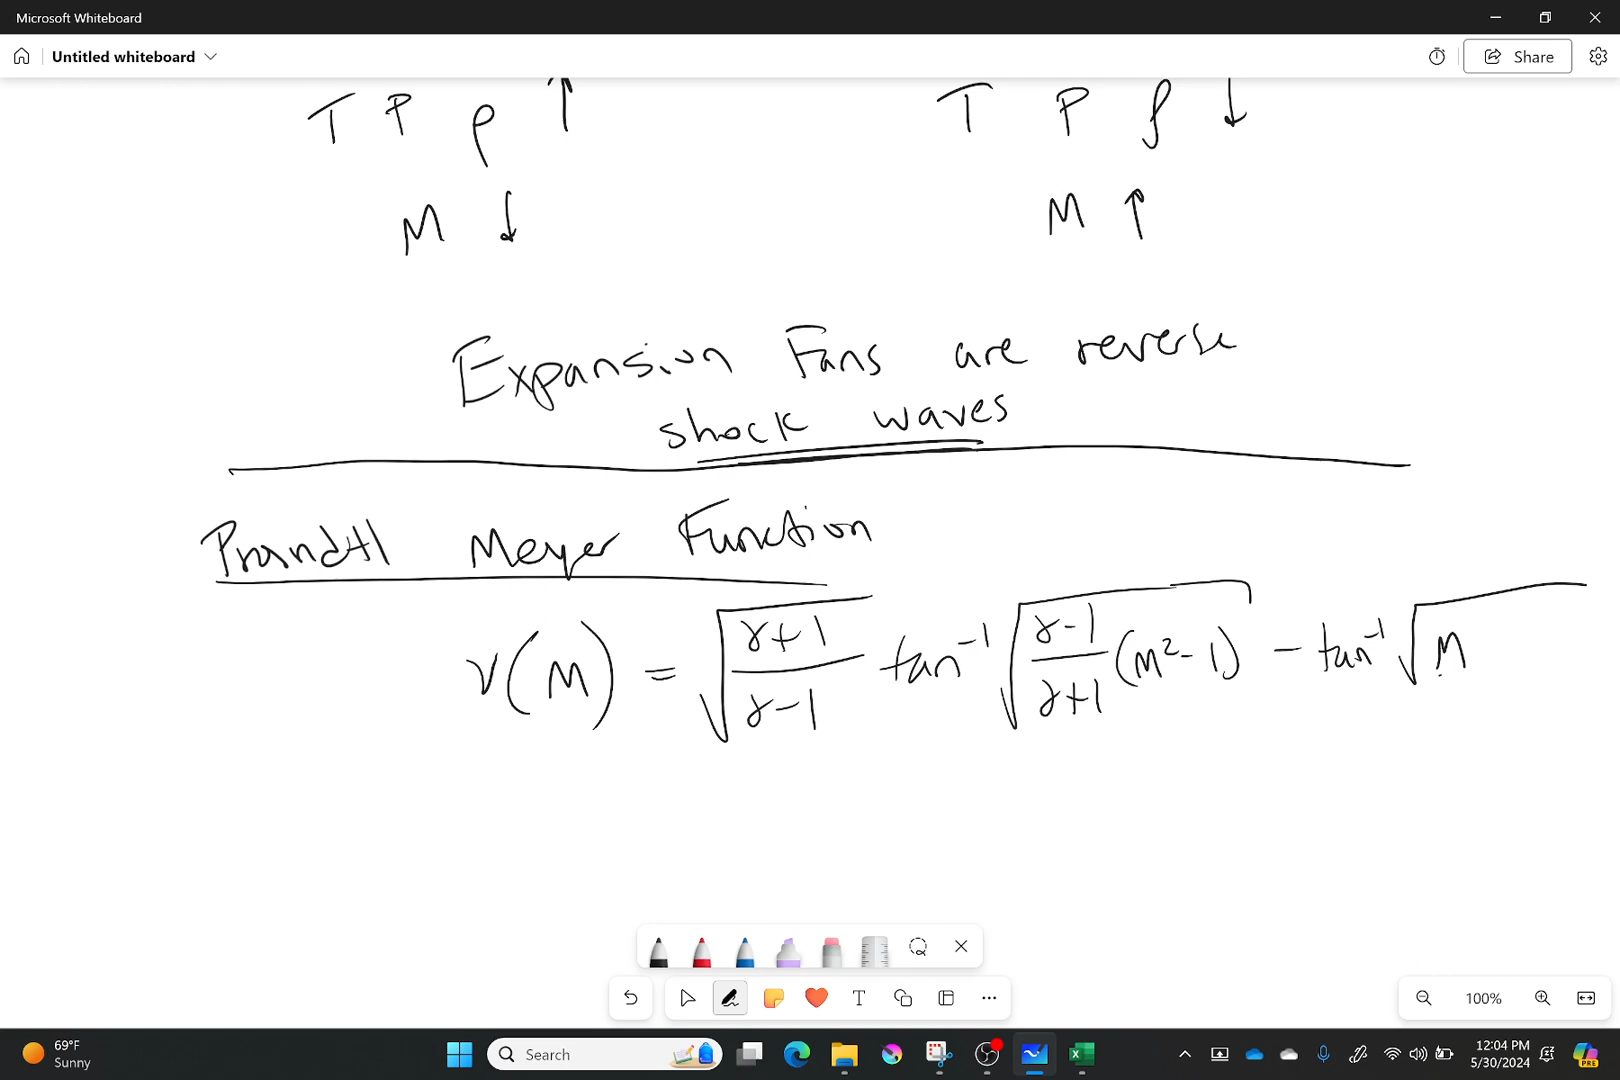 Microsoft Whiteboard
Untitled whiteboard
Share
T P ρ ↑
T P ρ ↓
M ↓
M ↑
Expansion Fans are reverse
shock waves
Prandtl Meyer Function
ν(M) = √((γ+1)/(γ-1)) tan⁻¹ √((γ-1)/(γ+1) (M²-1)) - tan⁻¹ √M
T
100%
69°F
Sunny
Search
12:04 PM
5/30/2024
PRE